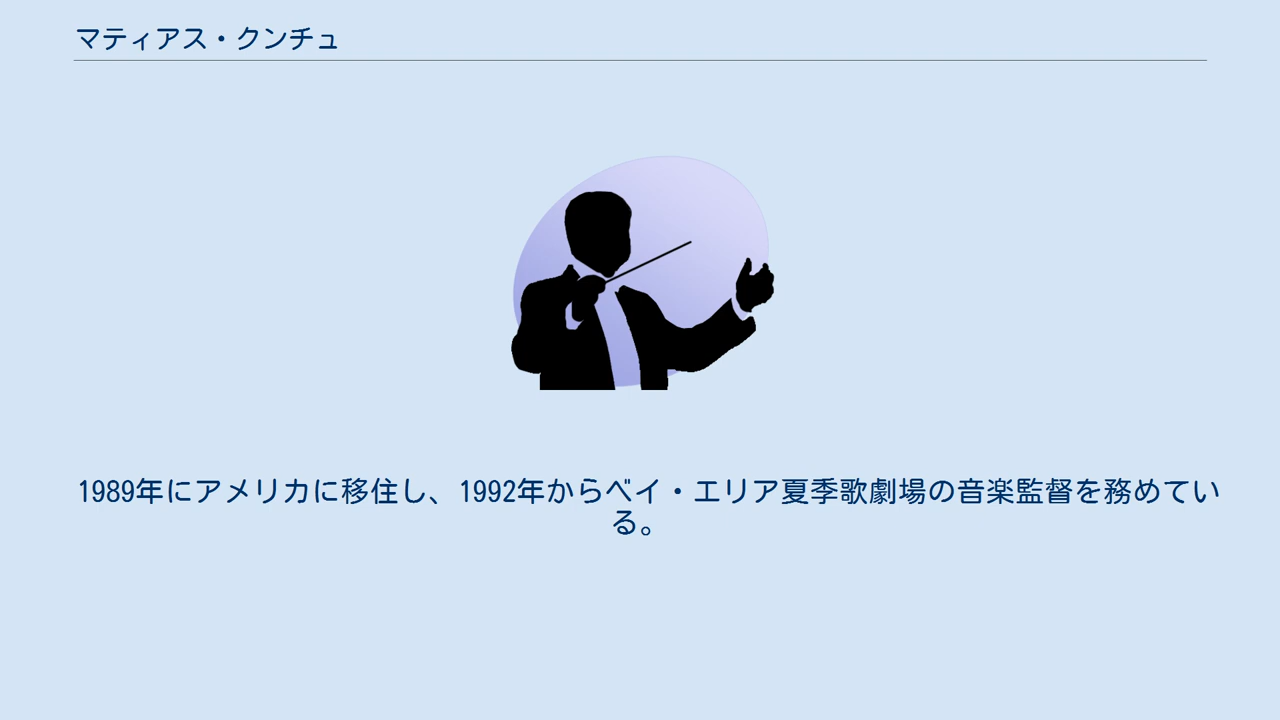 マティアス・クンチュ
1989年にアメリカに移住し、1992年からベイ・エリア夏季歌劇場の音楽監督を務めてい
る。